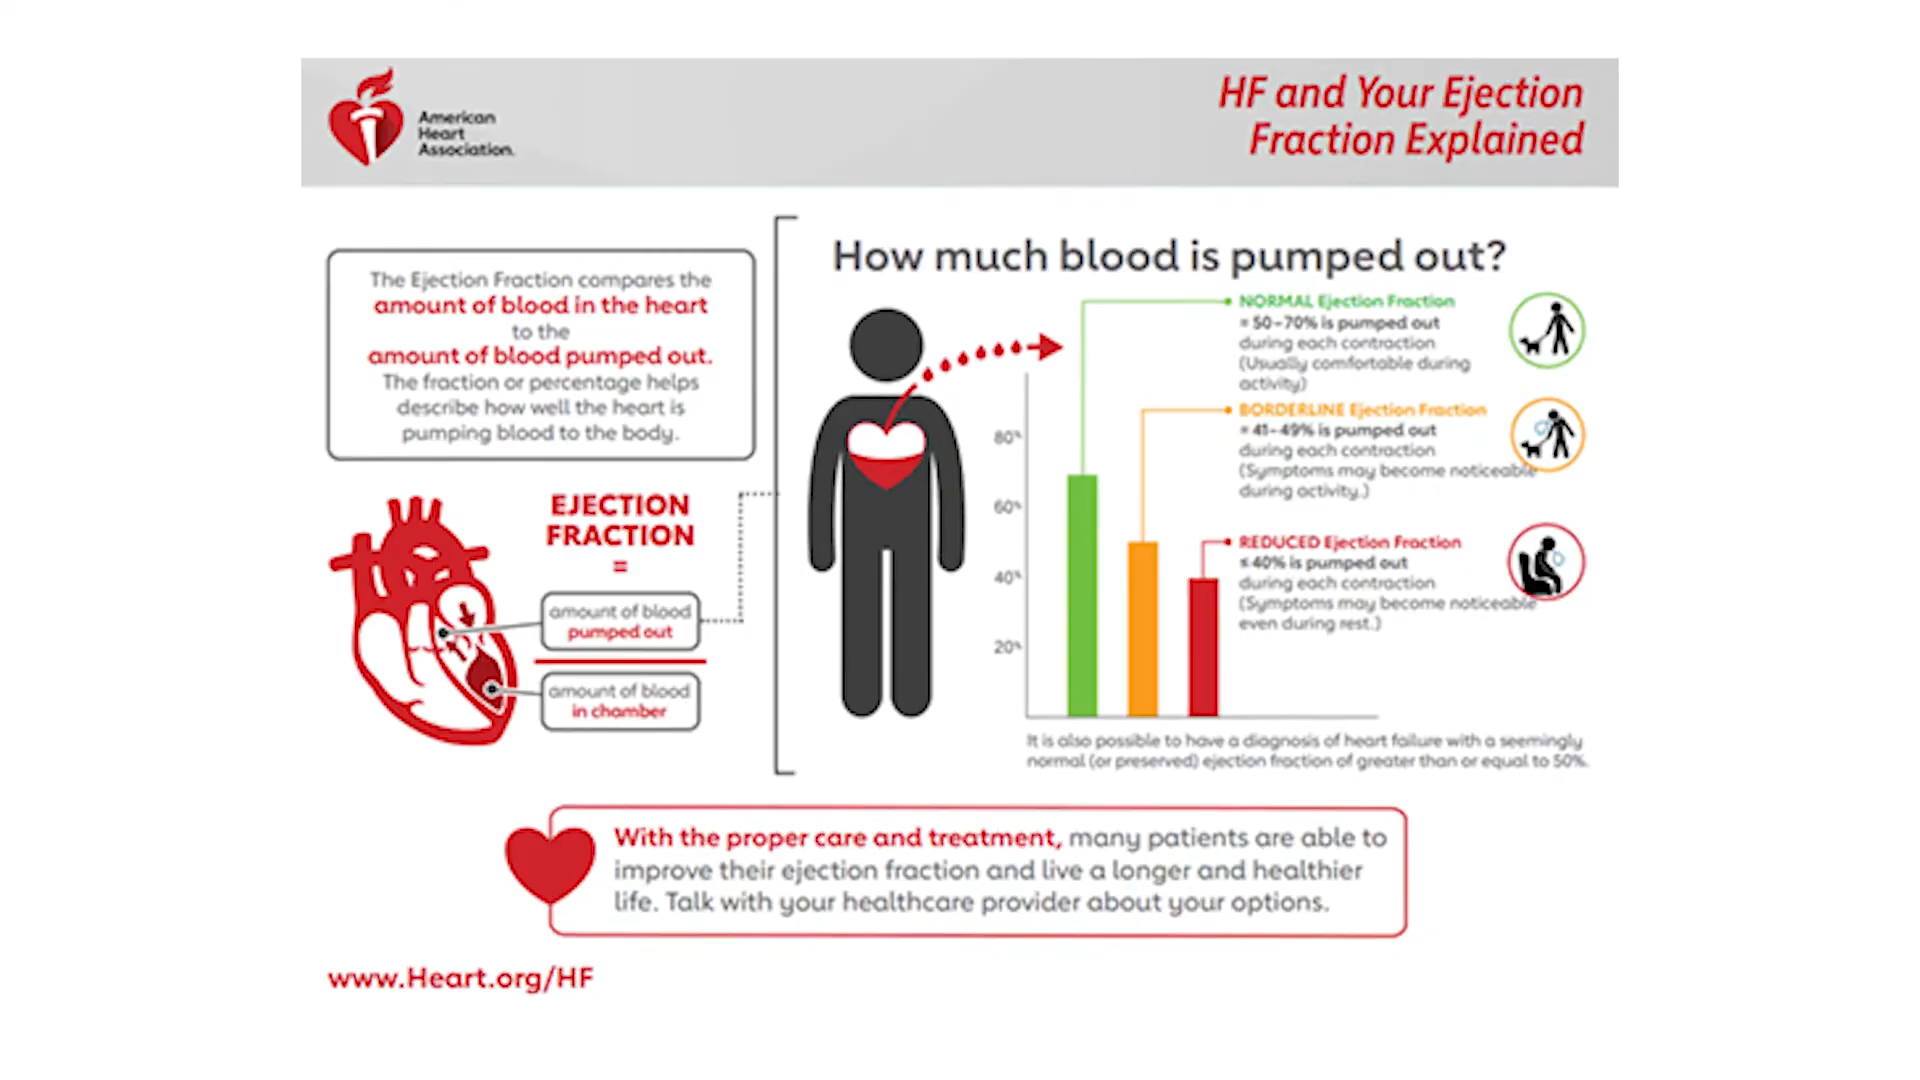 American
Heart
Association.
HF and Your Ejection
Fraction Explained
The Ejection Fraction compares the
amount of blood in the heart
to the
amount of blood pumped out.
The fraction or percentage helps
describe how well the heart is
pumping blood to the body.
EJECTION
FRACTION
=
amount of blood
pumped out
amount of blood
in chamber
How much blood is pumped out?
80%
60%
40%
20%
NORMAL Ejection Fraction
= 50-70% is pumped out
during each contraction
(Usually comfortable during
activity)
BORDERLINE Ejection Fraction
= 41-49% is pumped out
during each contraction
(Symptoms may become noticeable
during activity.)
REDUCED Ejection Fraction
≤ 40% is pumped out
during each contraction
(Symptoms may become noticeable
even during rest.)
It is also possible to have a diagnosis of heart failure with a seemingly
normal (or preserved) ejection fraction of greater than or equal to 50%.
With the proper care and treatment, many patients are able to
improve their ejection fraction and live a longer and healthier
life. Talk with your healthcare provider about your options.
www.Heart.org/HF